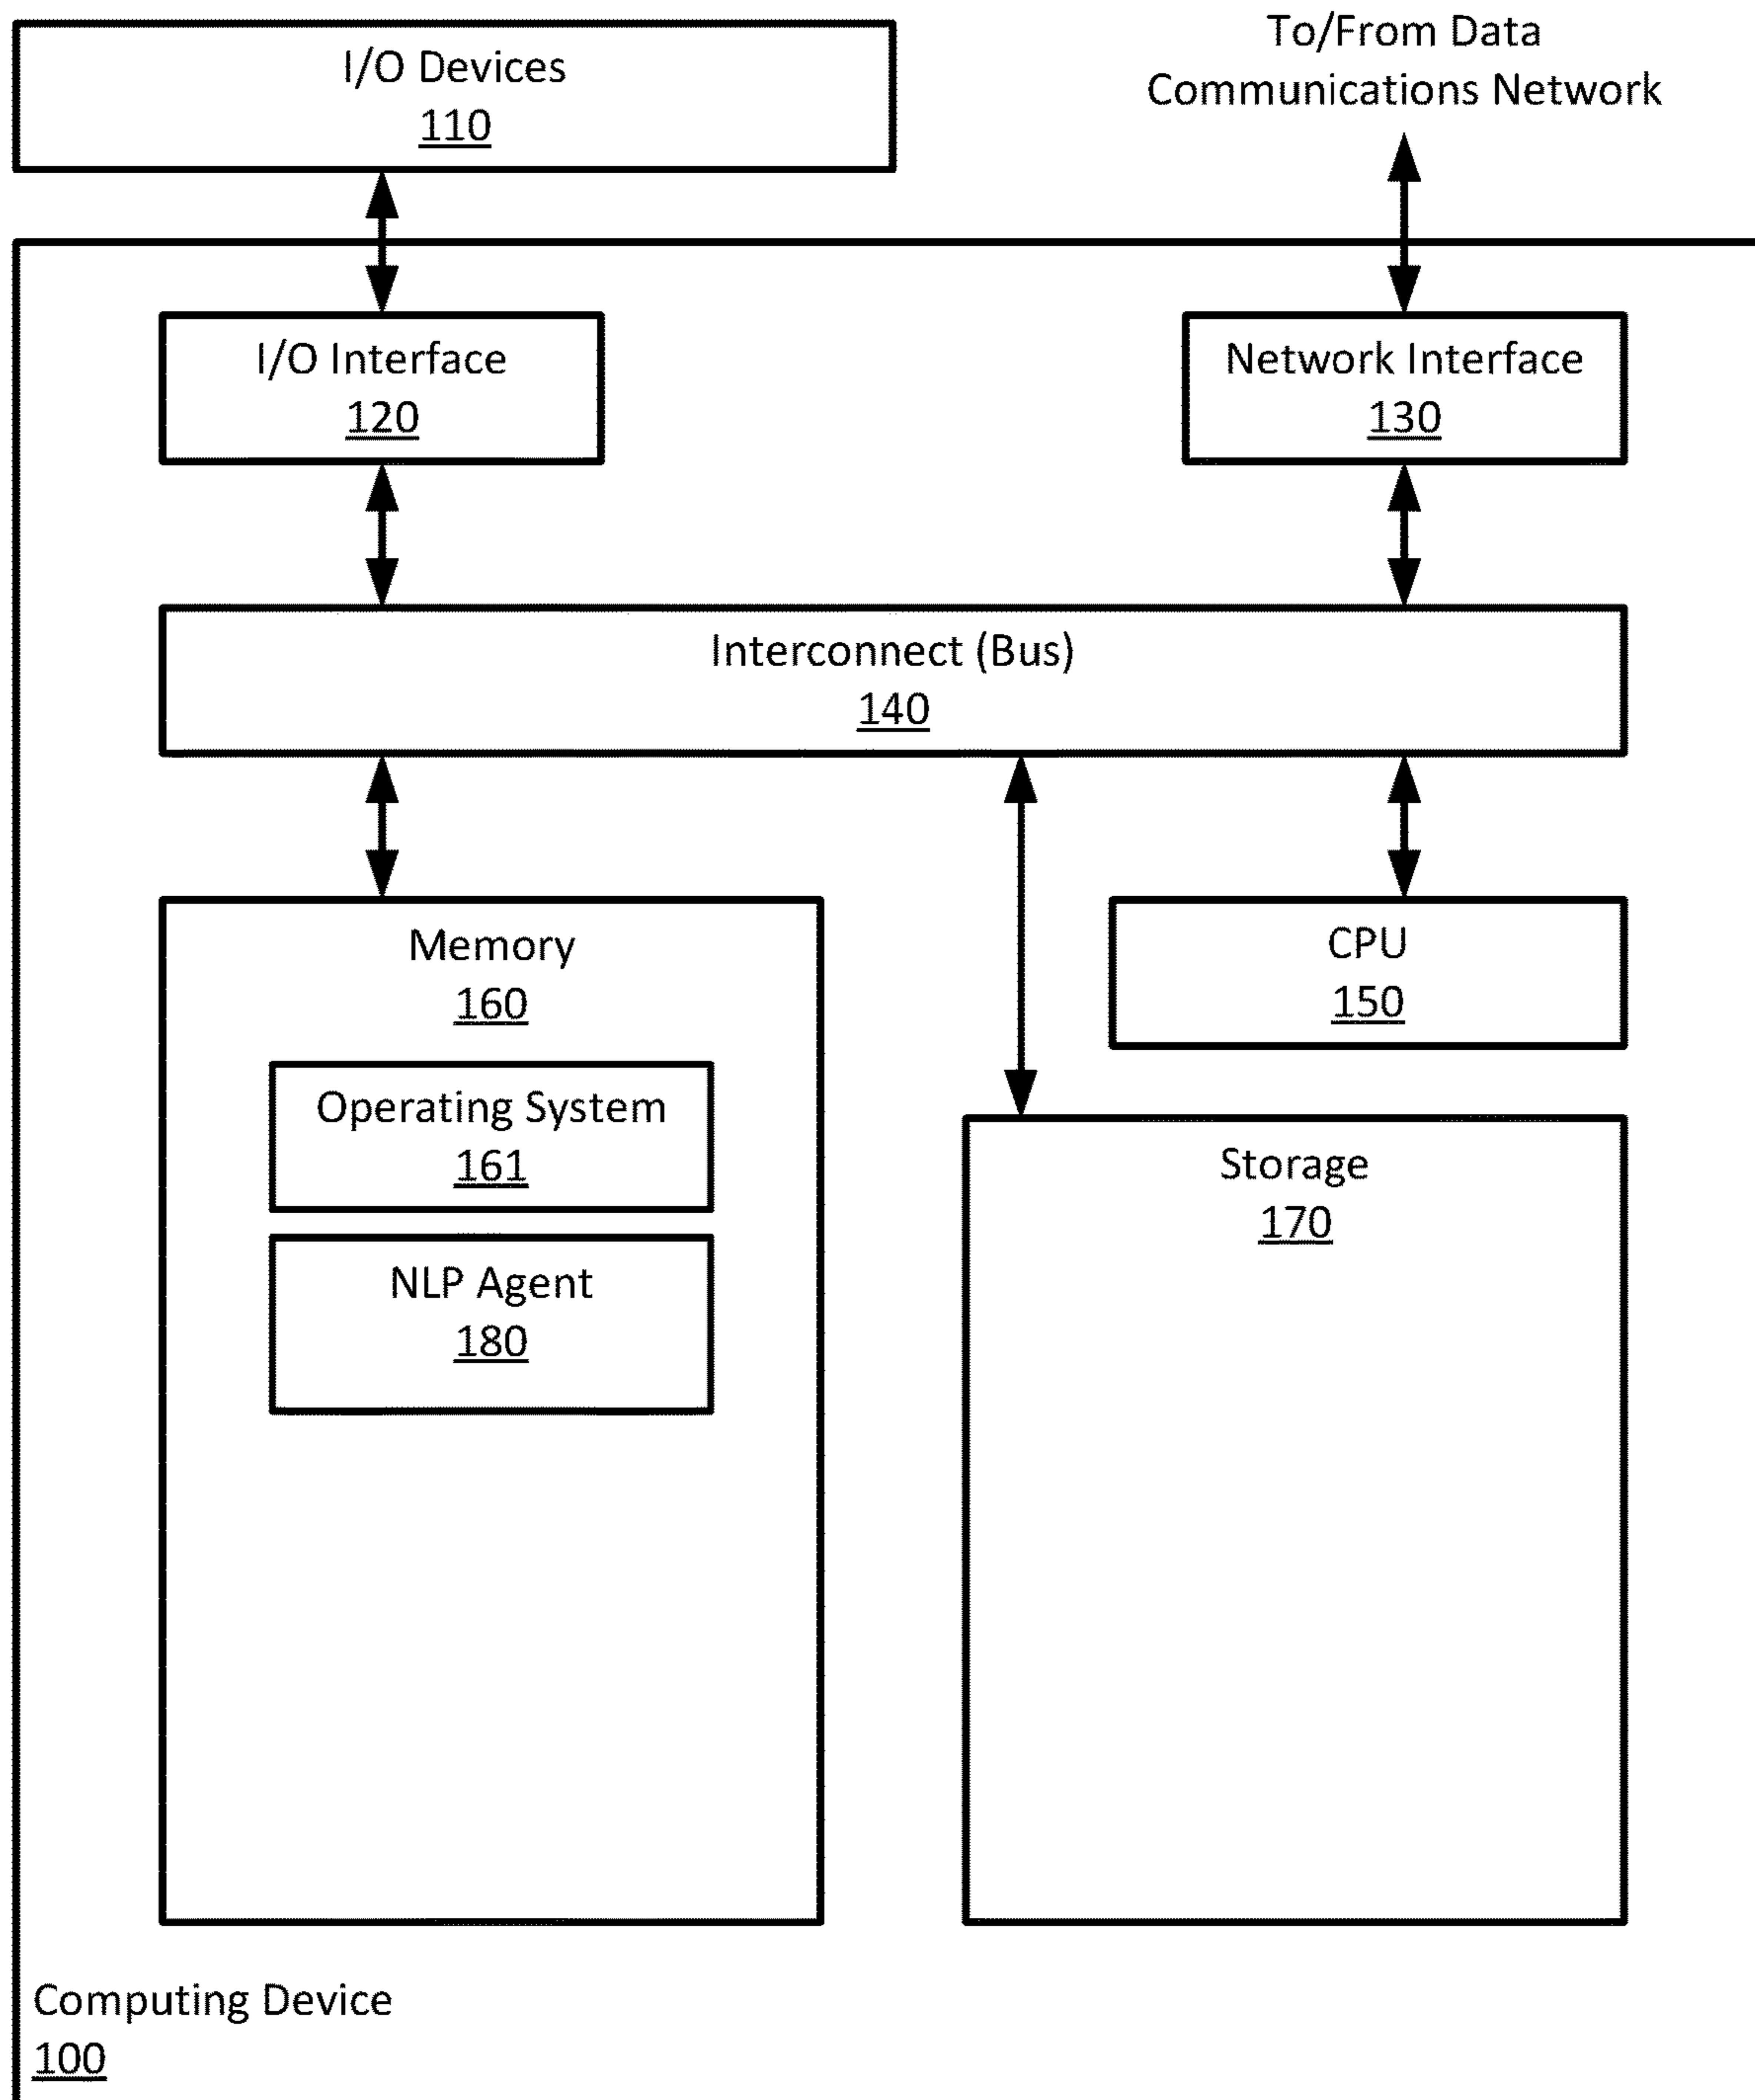 I/O Devices
110
To/From Data
Communications Network
I/O Interface
120
Network Interface
130
Interconnect (Bus)
140
Memory
160
Operating System
161
NLP Agent
180
CPU
150
Storage
170
Computing Device
100